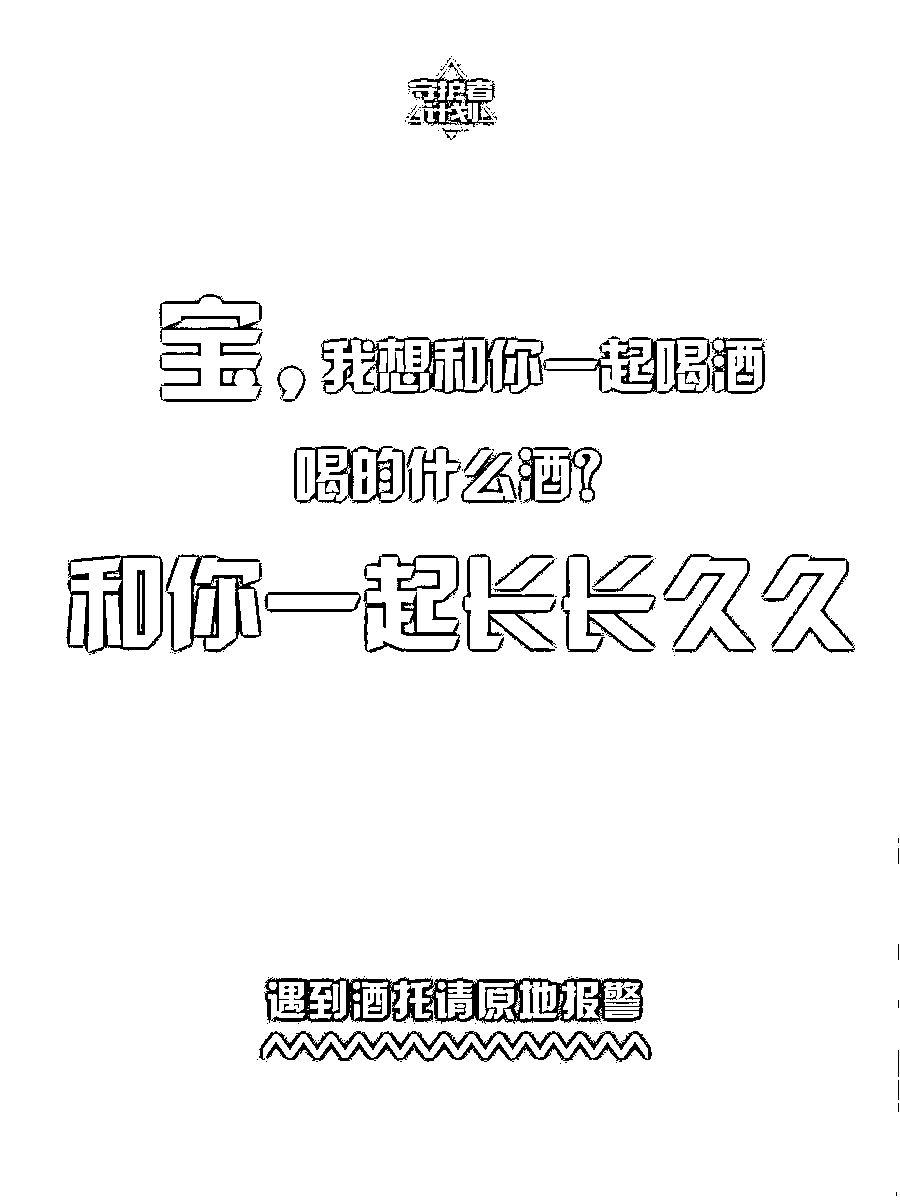 守护者
计划
宝，我想和你一起喝酒
喝的什么酒？
和你一起长长久久
遇到酒托请原地报警